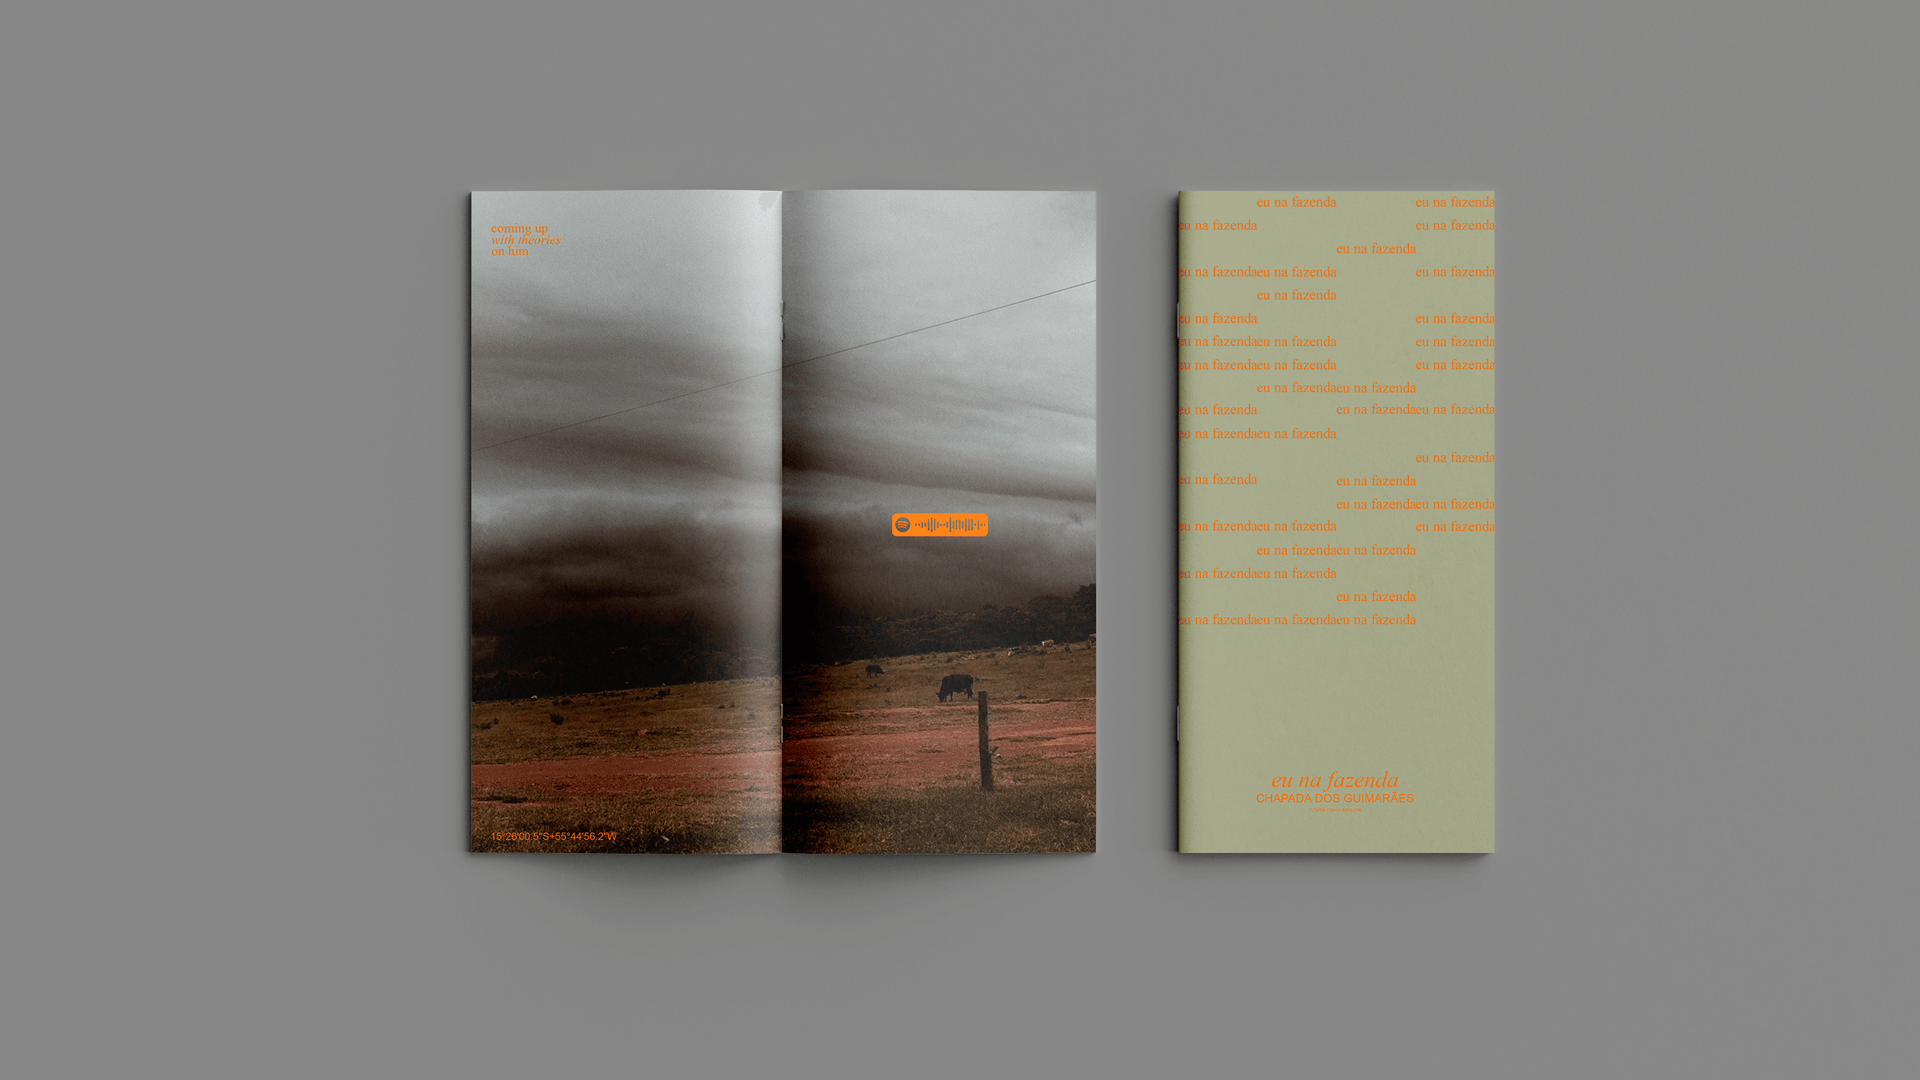 coming up
with theories
on him
15°26'00.5"S+55°44'56.2"W
eu na fazenda eu na fazenda
eu na fazenda eu na fazenda
eu na fazenda
eu na fazendaeu na fazenda eu na fazenda
eu na fazenda
eu na fazenda eu na fazenda
eu na fazendaeu na fazenda eu na fazenda
eu na fazendaeu na fazenda eu na fazenda
eu na fazendaeu na fazenda
eu na fazenda eu na fazendaeu na fazenda
eu na fazendaeu na fazenda
eu na fazenda
eu na fazenda eu na fazenda
eu na fazendaeu na fazenda
eu na fazendaeu na fazenda eu na fazenda
eu na fazendaeu na fazenda
eu na fazendaeu na fazenda
eu na fazenda
eu na fazendaeu na fazendaeu na fazenda
eu na fazenda
CHAPADA DOS GUIMARÃES